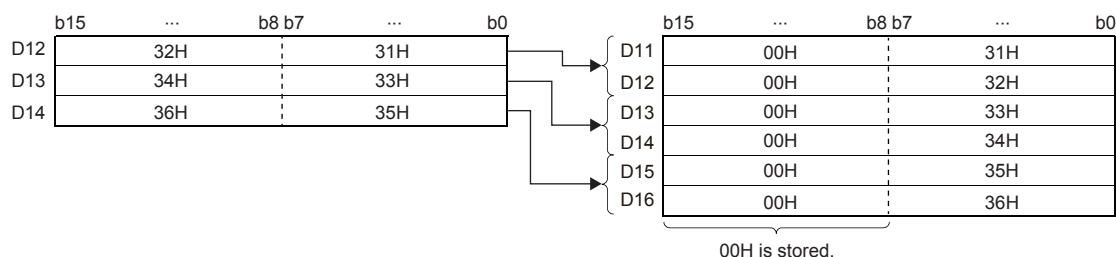 b15 ... b8 b7 ... b0 b15 ... b8 b7 ... b0
D12 32H 31H D11 00H 31H
D13 34H 33H D12 00H 32H
D14 36H 35H D13 00H 33H
D14 00H 34H
D15 00H 35H
D16 00H 36H
00H is stored.